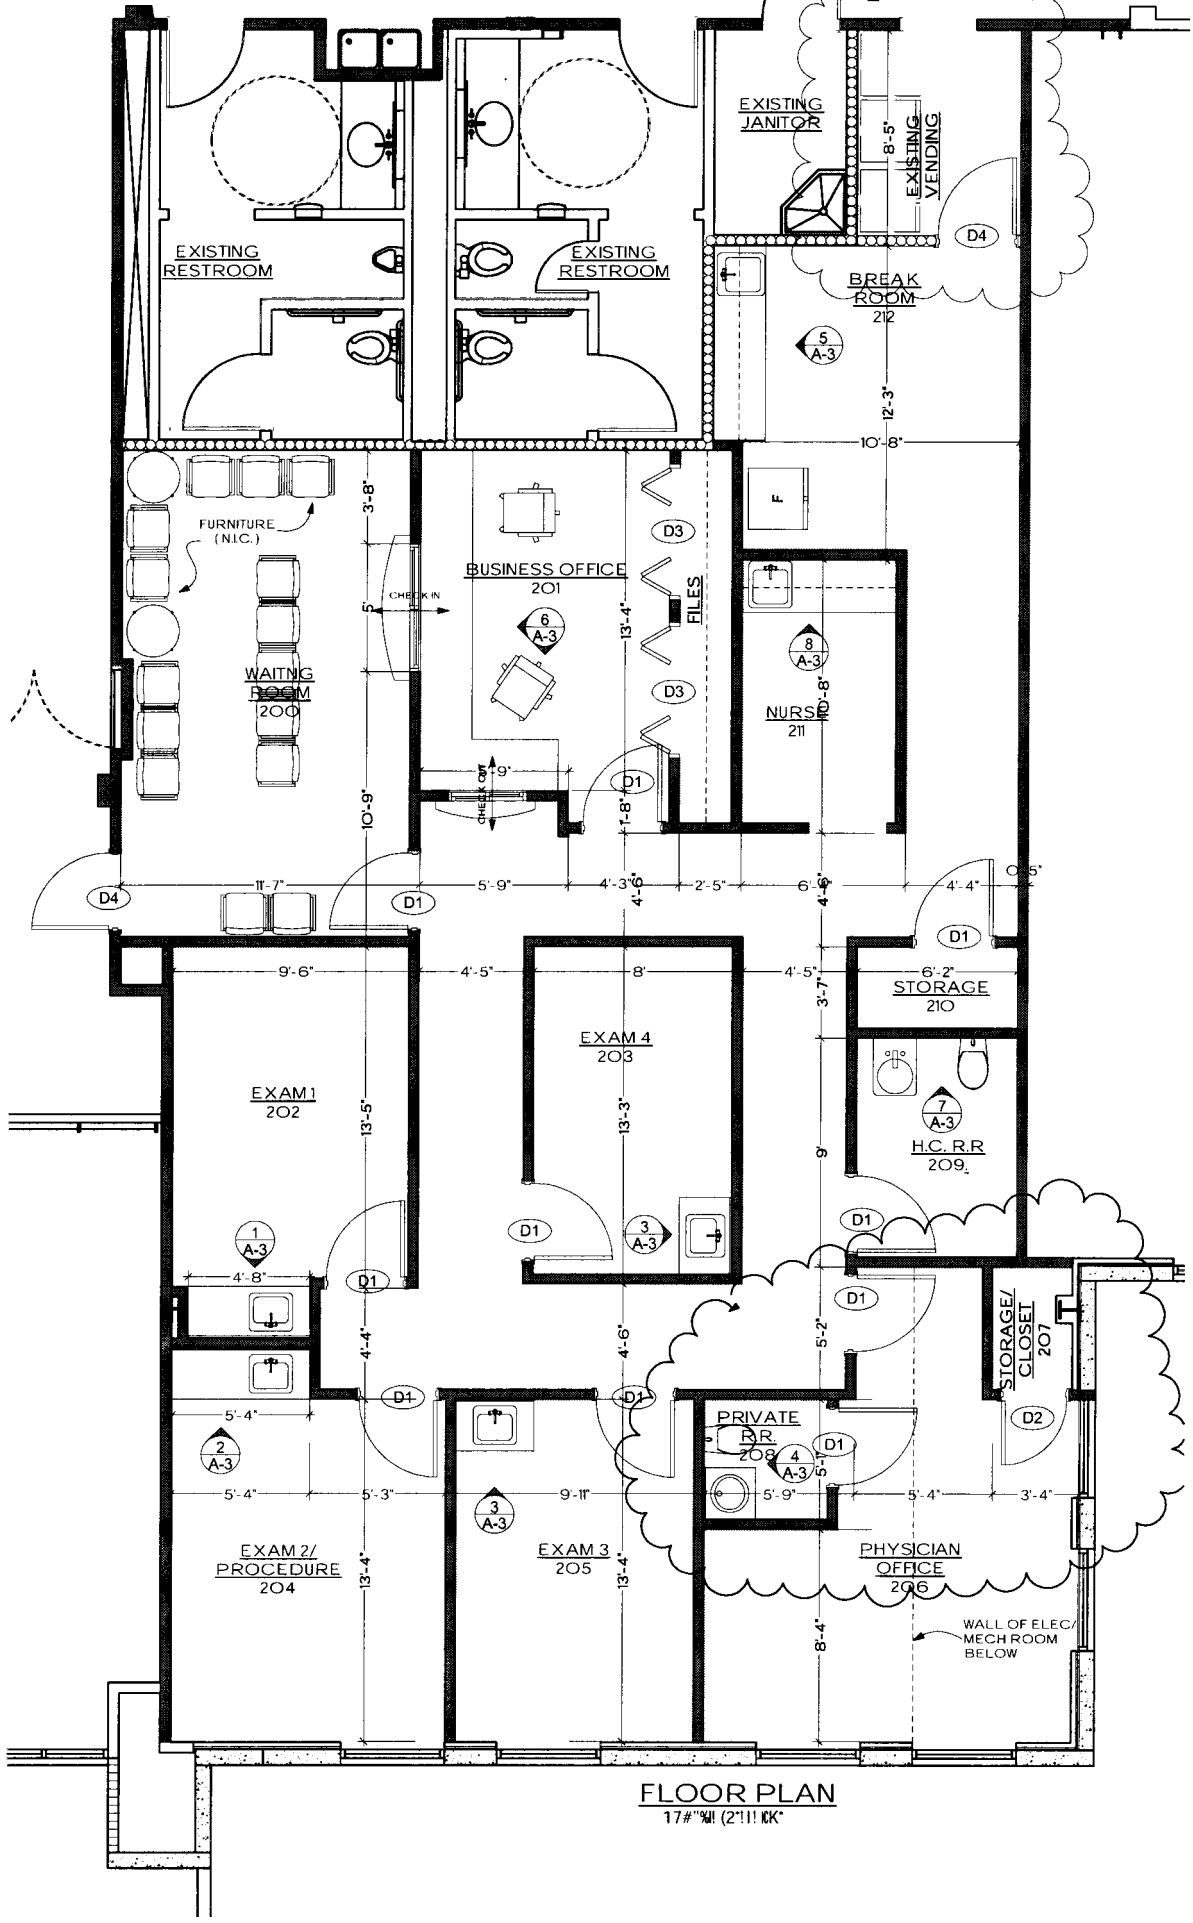 EXISTING
JANITOR
8'-5"
EXISTING
VENDING
D4
EXISTING
RESTROOM
EXISTING
RESTROOM
BREAK
ROOM
212
5
A-3
12'-3"
10'-8"
3'-8"
F
FURNITURE
(N.I.C.)
D3
BUSINESS OFFICE
201
CHECK IN
5'
FILES
13'-4"
6
A-3
8
A-3
WAITNG
ROOM
200
D3
NURSE
211
D1
CHECK OUT
10'-9"
1'-8"
11'-7"
5'-9"
4'-3"
4'-6"
2'-5"
4'-6"
4'-4"
D4
D1
D1
9'-6"
4'-5"
8'
4'-5"
6'-2"
STORAGE
210
3'-7"
EXAM 4
203
EXAM 1
202
13'-5"
13'-3"
7
A-3
H.C. R.R
209
9'
D1
D1
3
A-3
1
A-3
4'-8"
D1
D1
5'-2"
STORAGE/
CLOSET
207
4'-4"
4'-6"
D1
D1
5'-4"
PRIVATE
R.R.
208
D1
D2
2
A-3
4
A-3
5'-4"
5'-3"
9'-11"
5'-9"
5'-4"
3'-4"
3
A-3
EXAM 2/
PROCEDURE
204
13'-4"
EXAM 3
205
13'-4"
PHYSICIAN
OFFICE
206
8'-4"
WALL OF ELEC/
MECH ROOM
BELOW
FLOOR PLAN